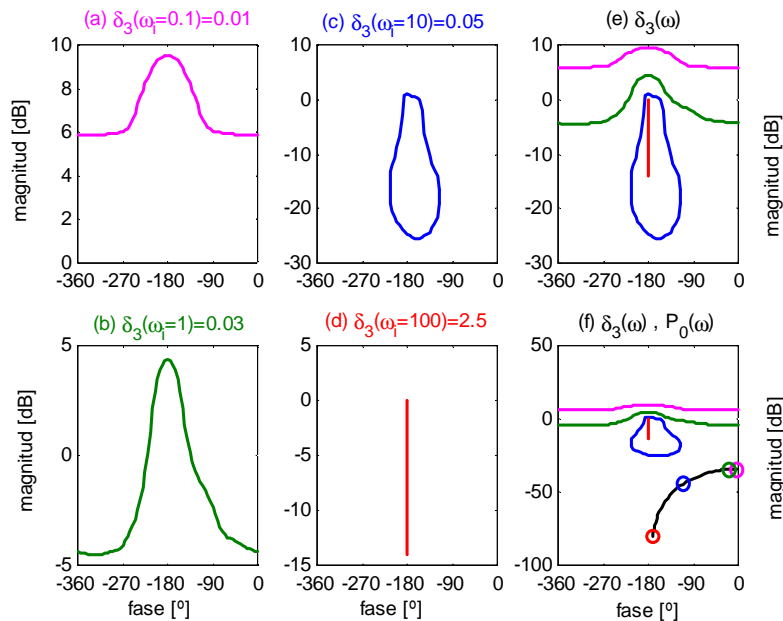 (a) δ3(ωi=0.1)=0.01
(c) δ3(ωi=10)=0.05
(e) δ3(ω)
magnitud [dB]
10
8
6
4
2
0
-360 -270 -180 -90 0
10
0
-10
-20
-30
-360 -270 -180 -90 0
10
0
-10
-20
-30
-360 -270 -180 -90 0
magnitud [dB]
(b) δ3(ωi=1)=0.03
(d) δ3(ωi=100)=2.5
(f) δ3(ω) , P0(ω)
magnitud [dB]
5
0
-5
-360 -270 -180 -90 0
fase [º]
0
-5
-10
-15
-360 -270 -180 -90 0
fase [º]
50
0
-50
-100
-360 -270 -180 -90 0
fase [º]
magnitud [dB]